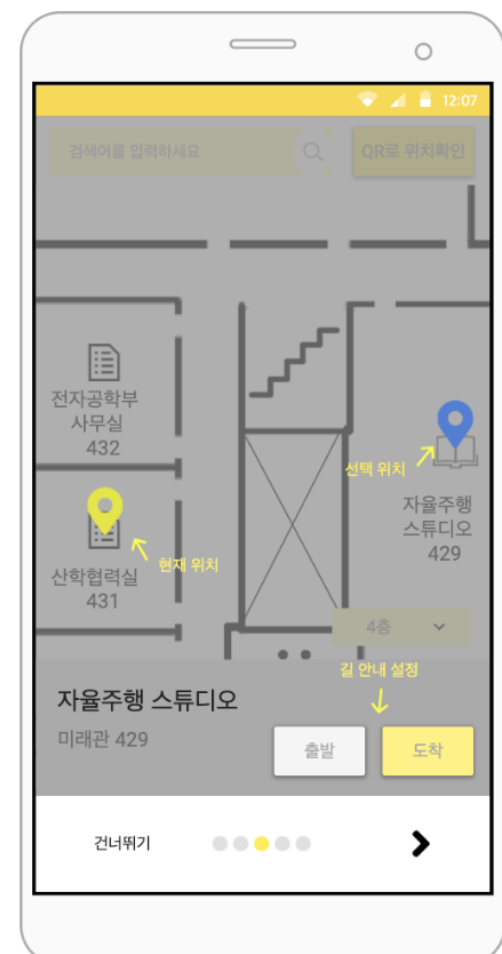 12:07
검색어를 입력하세요
QR로 위치확인
전자공학부
사무실
432
선택 위치
자율주행
스튜디오
429
현재 위치
산학협력실
431
4층
길 안내 설정
자율주행 스튜디오
미래관 429
출발
도착
건너뛰기